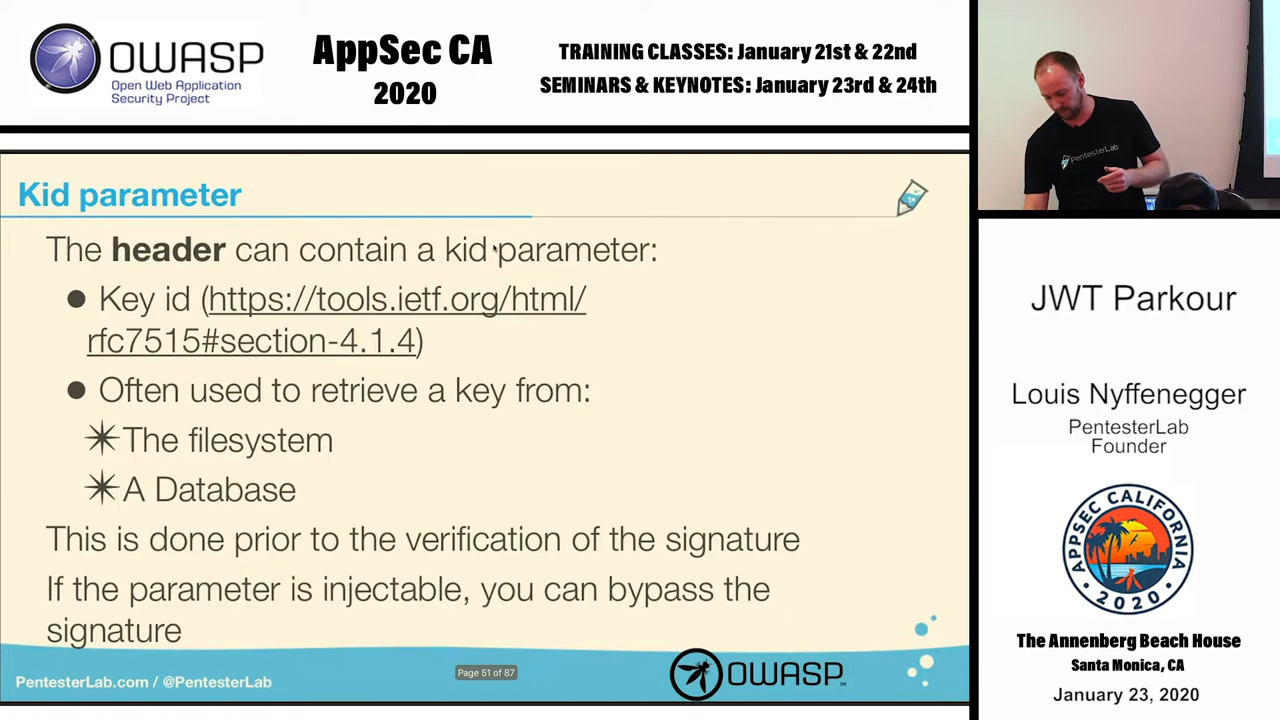 OWASP
Open Web Application
Security Project
AppSec CA
2020
TRAINING CLASSES: January 21st & 22nd
SEMINARS & KEYNOTES: January 23rd & 24th
PentesterLab
Kid parameter
The header can contain a kid parameter:
● Key id (https://tools.ietf.org/html/
rfc7515#section-4.1.4)
● Often used to retrieve a key from:
✴ The filesystem
✴ A Database
This is done prior to the verification of the signature
If the parameter is injectable, you can bypass the
signature
PentesterLab.com / @PentesterLab
Page 51 of 87
OWASP
TM
JWT Parkour
Louis Nyffenegger
PentesterLab
Founder
APPSEC CALIFORNIA
• 2020 •
The Annenberg Beach House
Santa Monica, CA
January 23, 2020